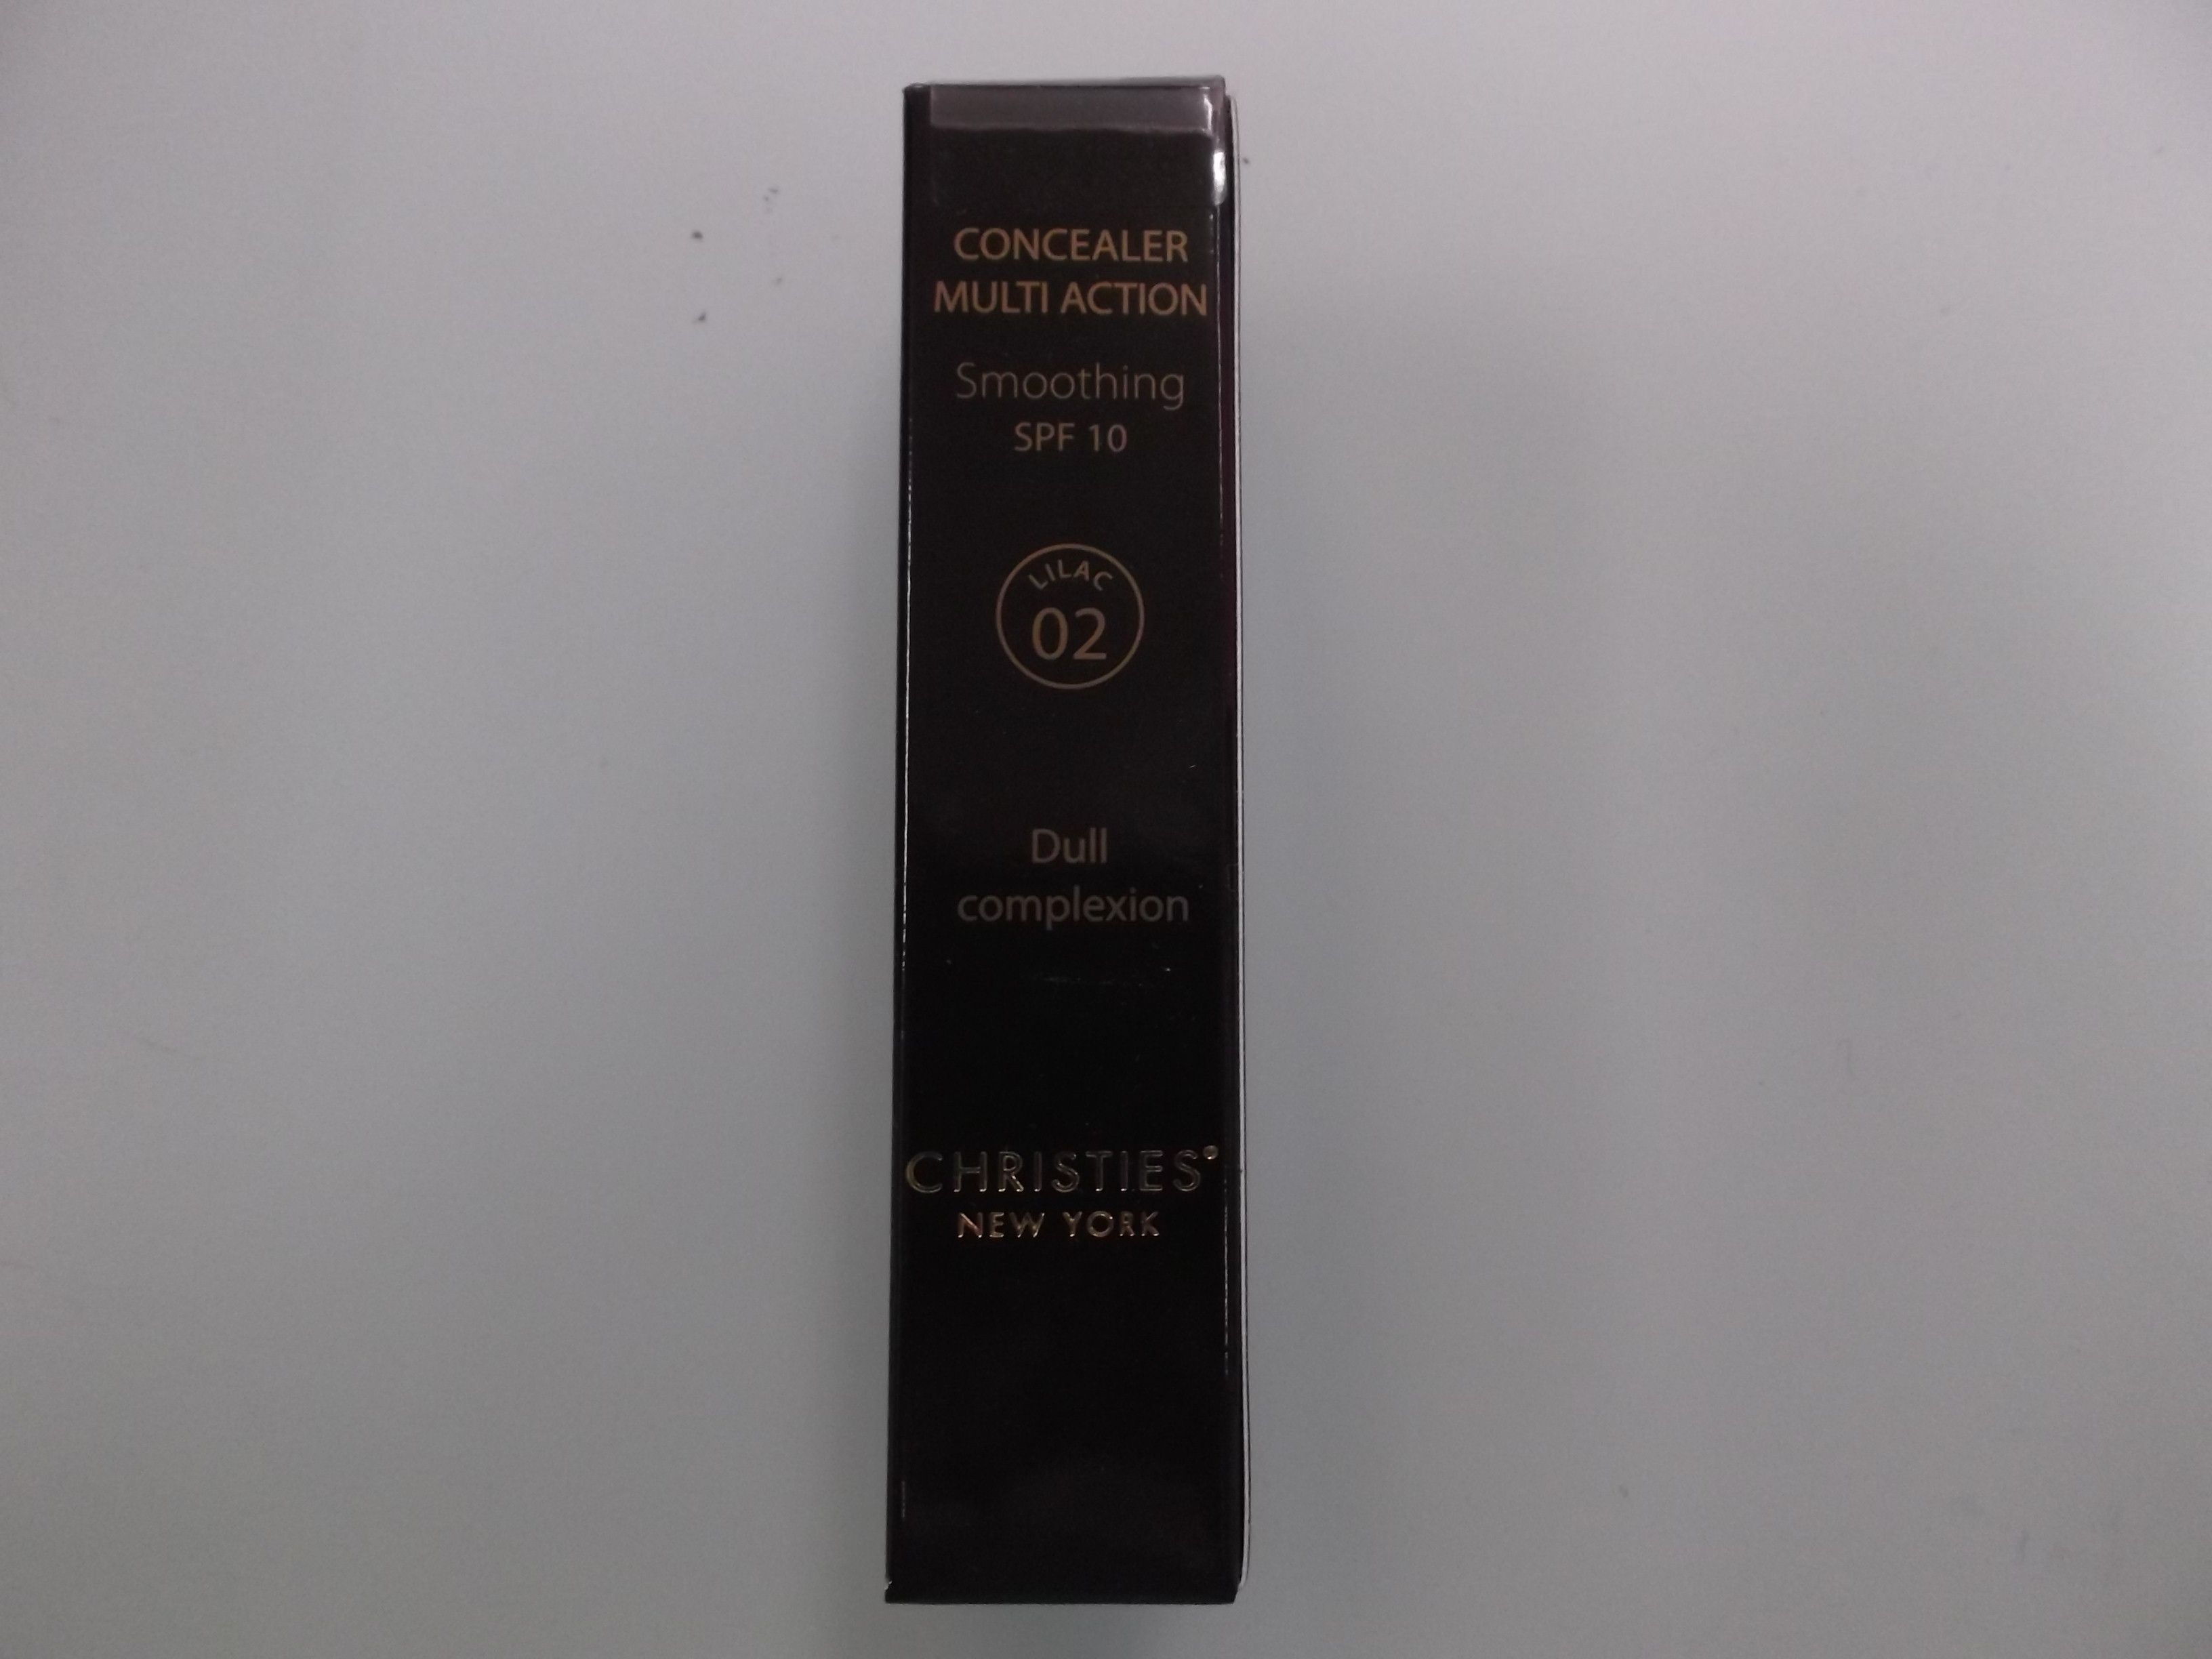 CONCEALER
MULTI ACTION
Smoothing
SPF 10
LILAC
02
Dull
complexion
CHRISTIES
NEW YORK